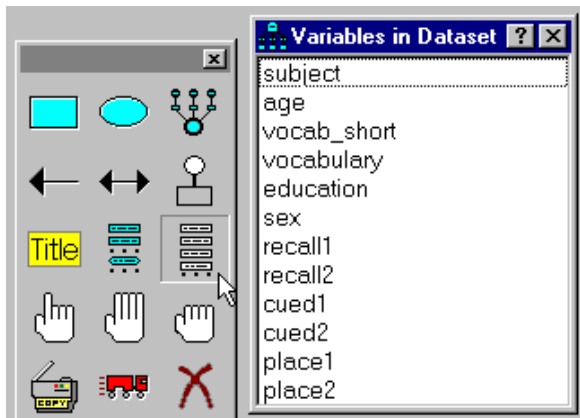 Variables in Dataset
subject
age
vocab_short
vocabulary
education
sex
recall1
recall2
cued1
cued2
place1
place2
Title
COPY